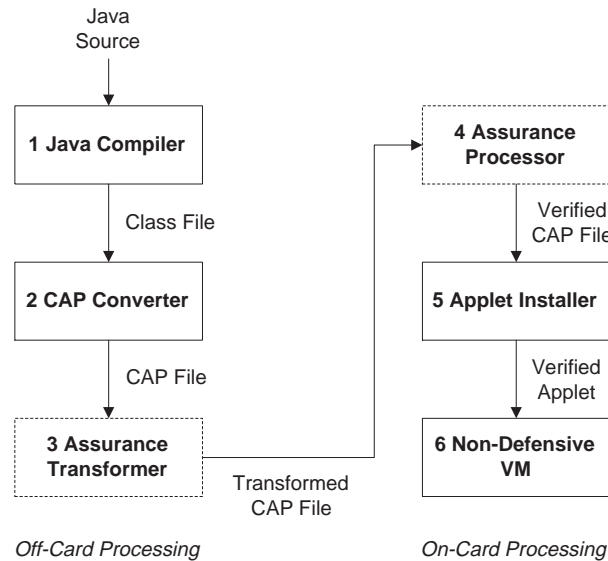 Java
Source
1 Java Compiler
Class File
2 CAP Converter
CAP File
3 Assurance
Transformer
Transformed
CAP File
Off-Card Processing
4 Assurance
Processor
Verified
CAP File
5 Applet Installer
Verified
Applet
6 Non-Defensive
VM
On-Card Processing